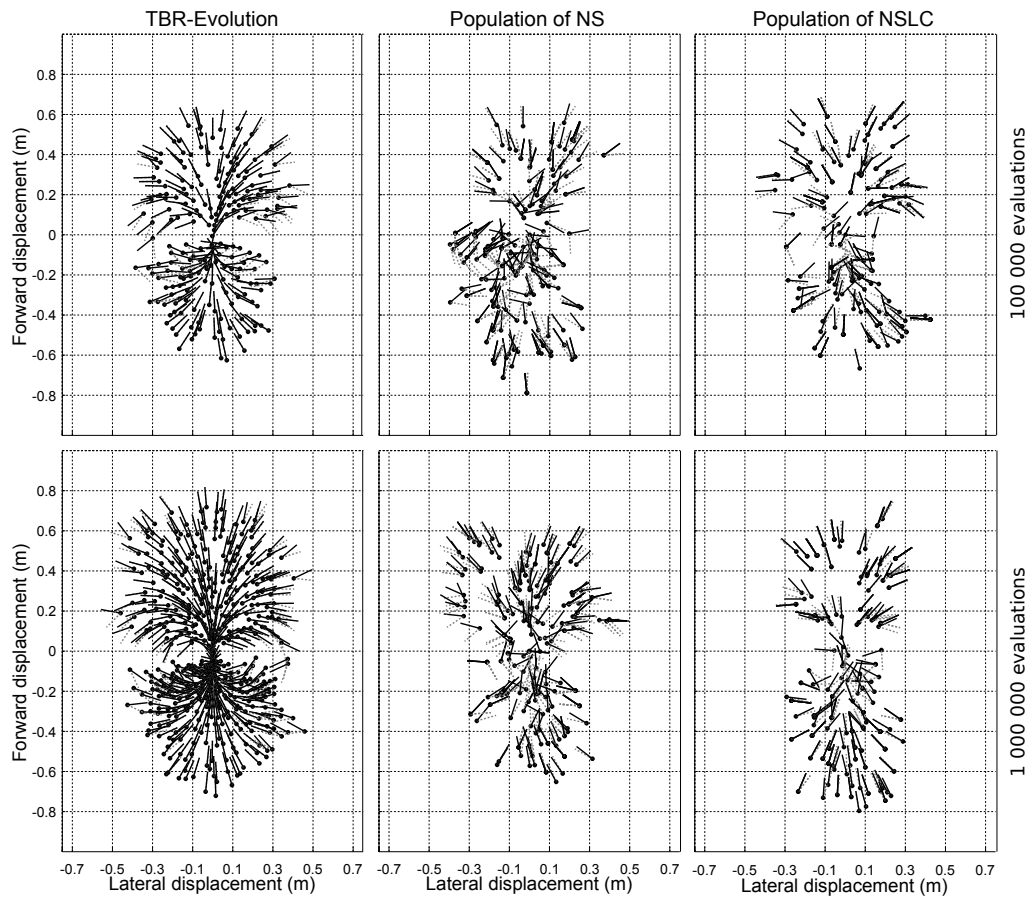 TBR-Evolution Population of NS Population of NSLC
0.8
0.6
0.4
0.2
0
-0.2
-0.4
-0.6
-0.8
Forward displacement (m)
100 000 evaluations
0.8
0.6
0.4
0.2
0
-0.2
-0.4
-0.6
-0.8
Forward displacement (m)
1 000 000 evaluations
-0.7 -0.5 -0.3 -0.1 0.1 0.3 0.5 0.7 -0.7 -0.5 -0.3 -0.1 0.1 0.3 0.5 0.7 -0.7 -0.5 -0.3 -0.1 0.1 0.3 0.5 0.7
Lateral displacement (m) Lateral displacement (m) Lateral displacement (m)